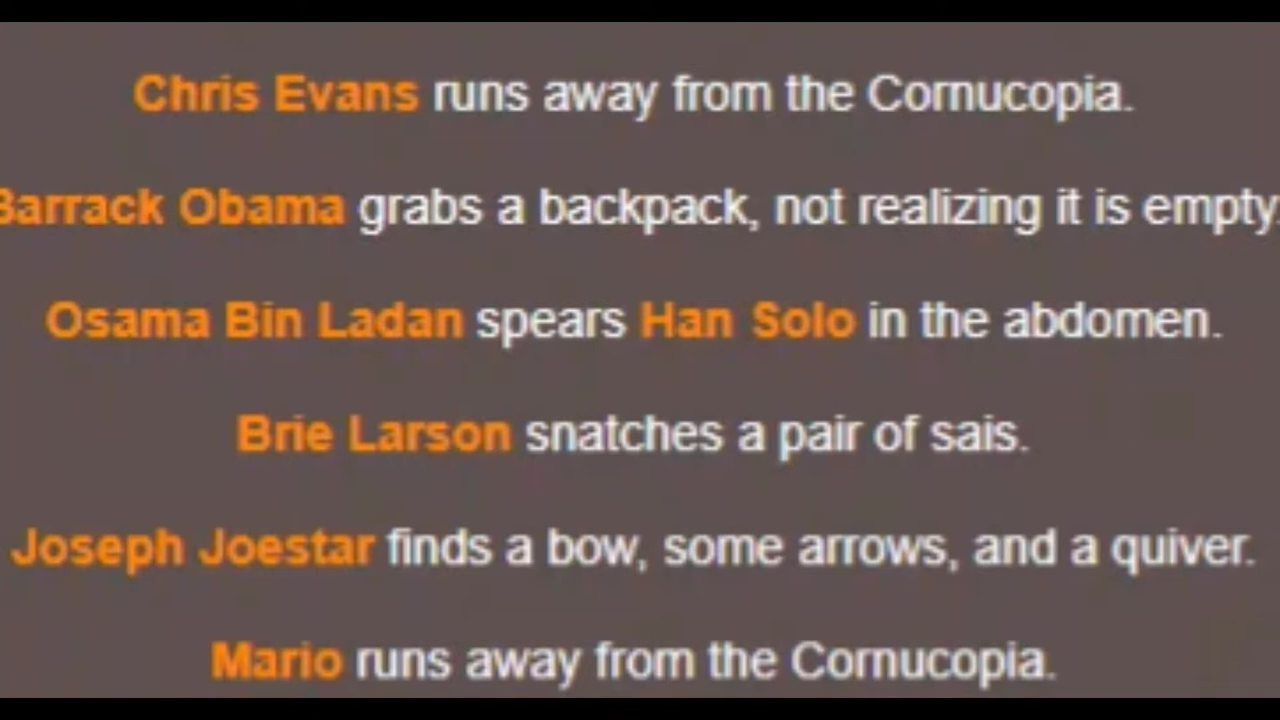 Chris Evans runs away from the Cornucopia.
Barrack Obama grabs a backpack, not realizing it is empty.
Osama Bin Ladan spears Han Solo in the abdomen.
Brie Larson snatches a pair of sais.
Joseph Joestar finds a bow, some arrows, and a quiver.
Mario runs away from the Cornucopia.